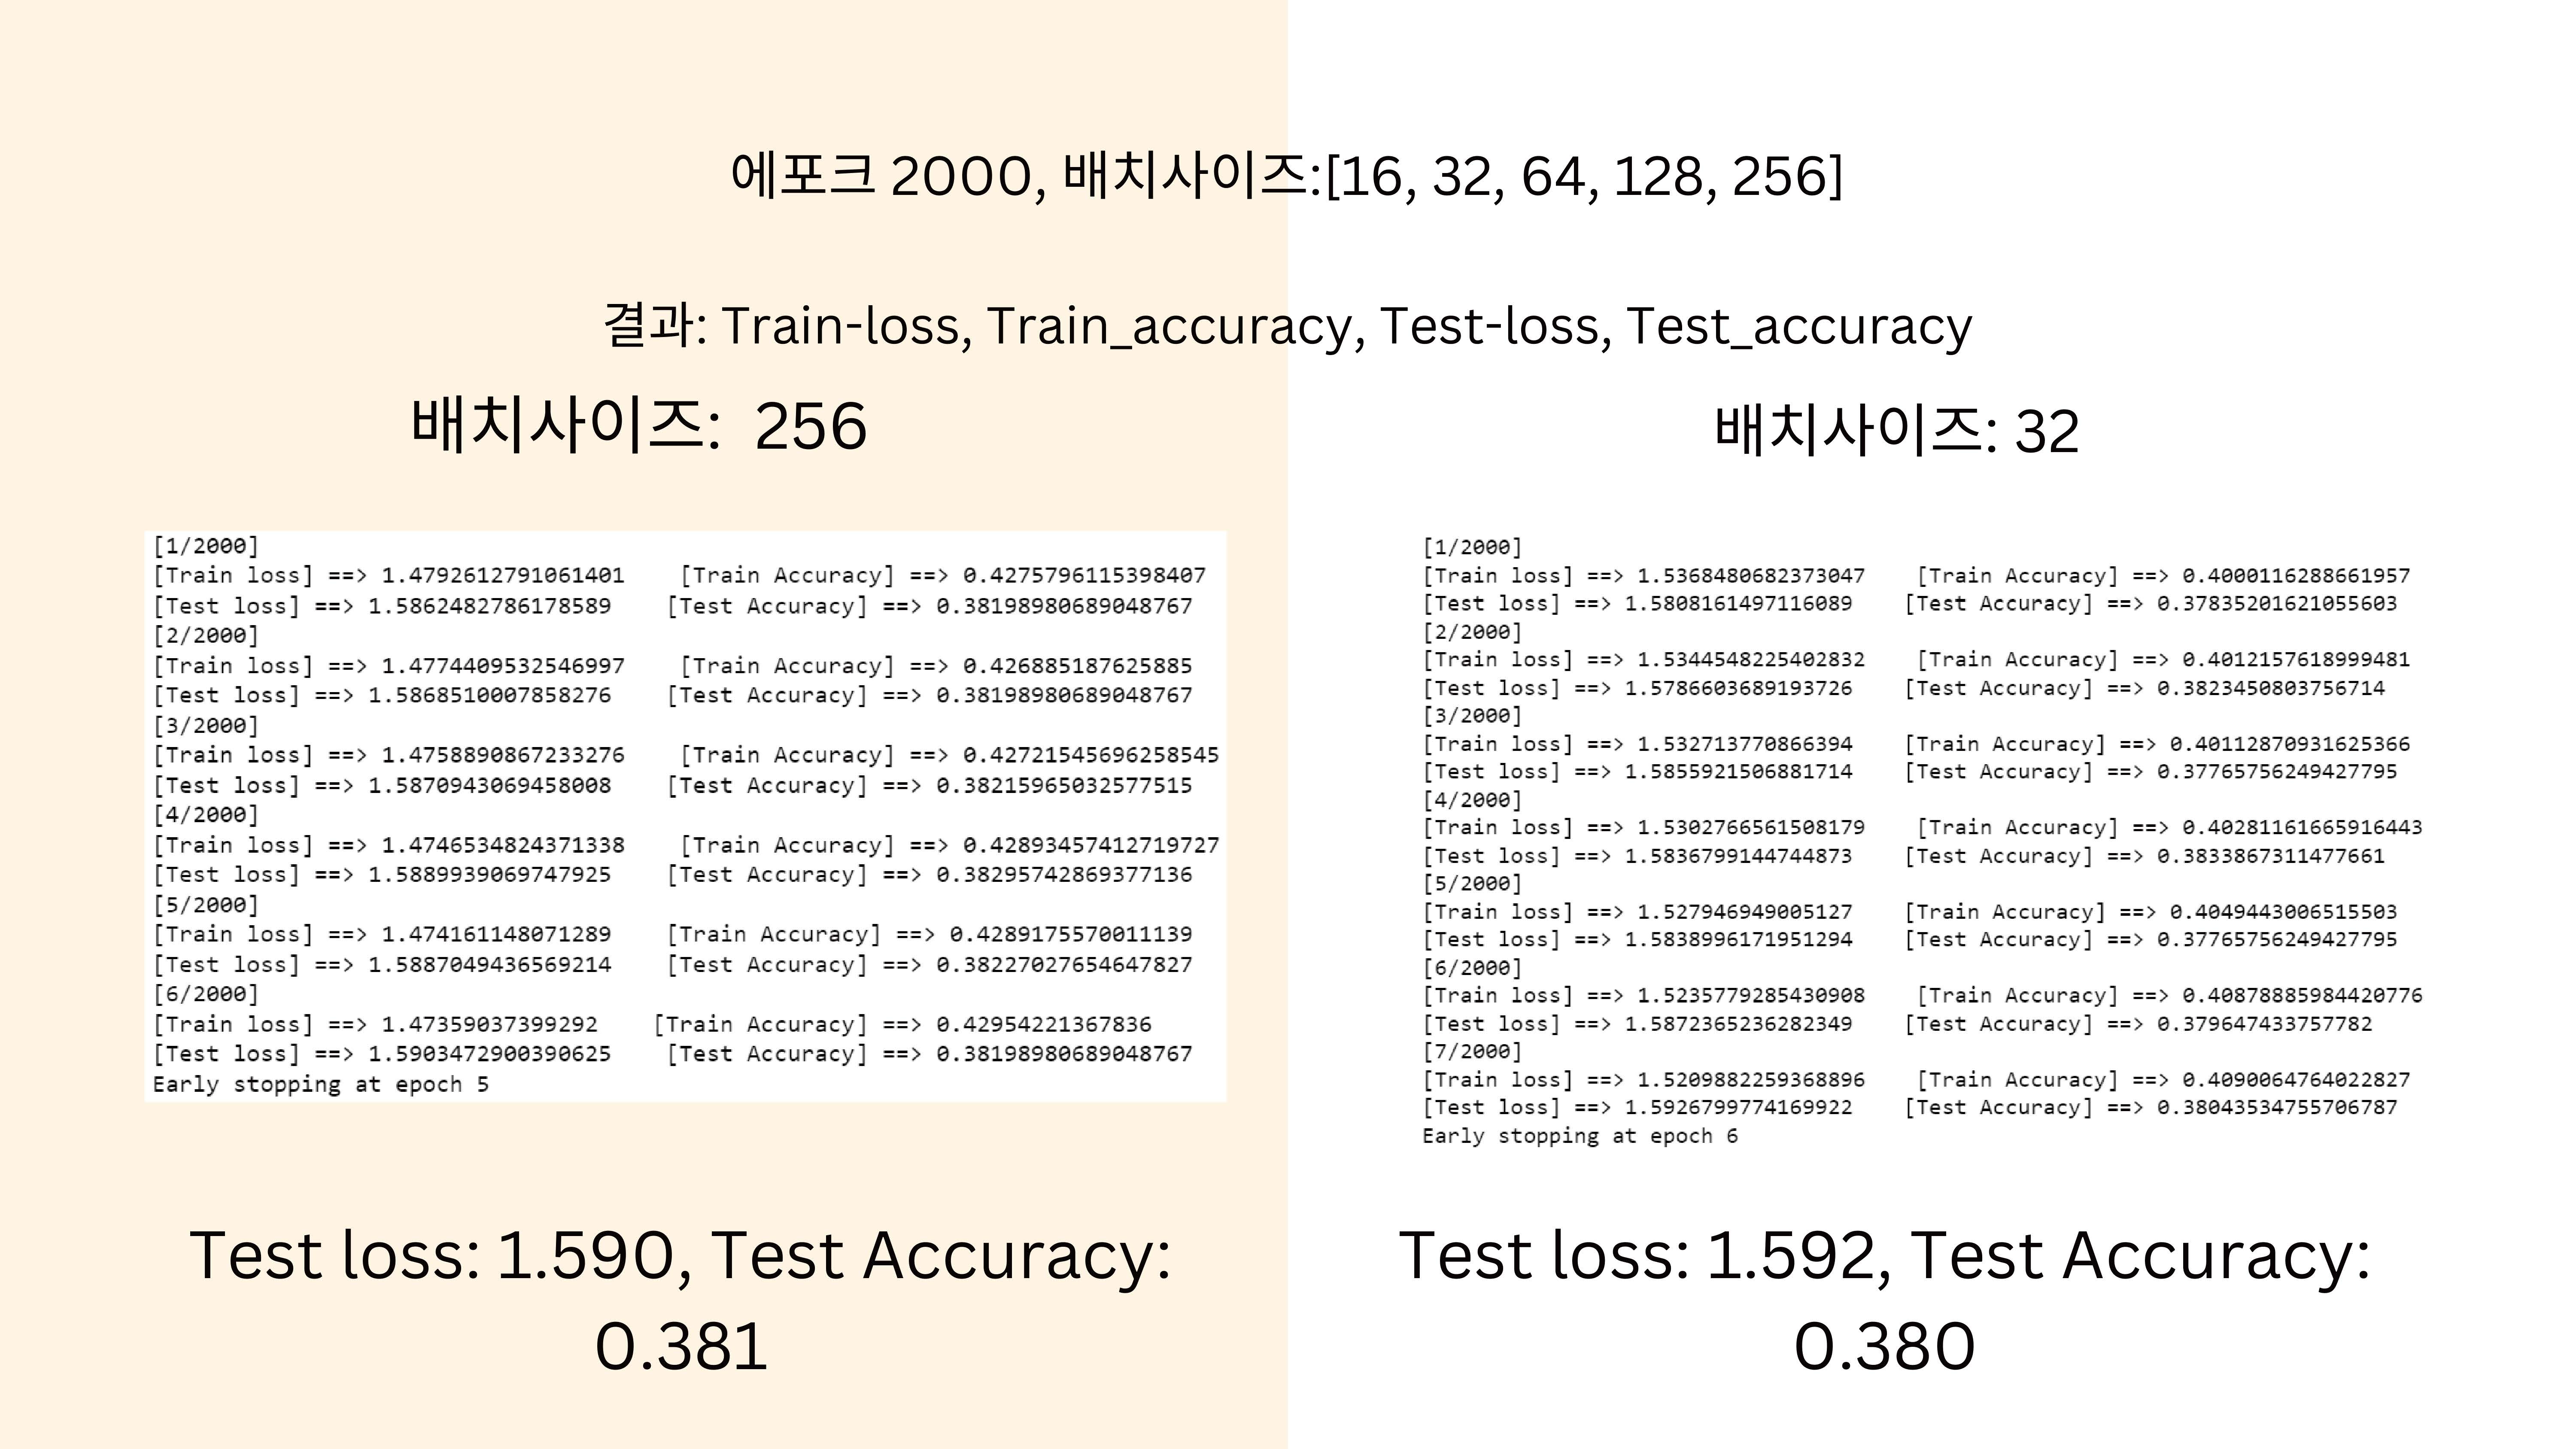 에포크 2000, 배치사이즈:[16, 32, 64, 128, 256]
결과: Train-loss, Train_accuracy, Test-loss, Test_accuracy
배치사이즈: 256
[1/2000]
[Train loss] ==> 1.4792612791061401 [Train Accuracy] ==> 0.4275796115398407
[Test loss] ==> 1.5862482786178589 [Test Accuracy] ==> 0.38198980689048767
[2/2000]
[Train loss] ==> 1.4774409532546997 [Train Accuracy] ==> 0.426885187625885
[Test loss] ==> 1.5868510007858276 [Test Accuracy] ==> 0.38198980689048767
[3/2000]
[Train loss] ==> 1.4758890867233276 [Train Accuracy] ==> 0.42721545696258545
[Test loss] ==> 1.5870943069458008 [Test Accuracy] ==> 0.38215965032577515
[4/2000]
[Train loss] ==> 1.4746534824371338 [Train Accuracy] ==> 0.42893457412719727
[Test loss] ==> 1.5889939069747925 [Test Accuracy] ==> 0.38295742869377136
[5/2000]
[Train loss] ==> 1.474161148071289 [Train Accuracy] ==> 0.4289175570011139
[Test loss] ==> 1.5887049436569214 [Test Accuracy] ==> 0.38227027654647827
[6/2000]
[Train loss] ==> 1.47359037399292 [Train Accuracy] ==> 0.42954221367836
[Test loss] ==> 1.5903472900390625 [Test Accuracy] ==> 0.38198980689048767
Early stopping at epoch 5
Test loss: 1.590, Test Accuracy:
0.381
배치사이즈: 32
[1/2000]
[Train loss] ==> 1.5368480682373047 [Train Accuracy] ==> 0.4000116288661957
[Test loss] ==> 1.5808161497116089 [Test Accuracy] ==> 0.37835201621055603
[2/2000]
[Train loss] ==> 1.5344548225402832 [Train Accuracy] ==> 0.4012157618999481
[Test loss] ==> 1.5786603689193726 [Test Accuracy] ==> 0.3823450803756714
[3/2000]
[Train loss] ==> 1.532713770866394 [Train Accuracy] ==> 0.40112870931625366
[Test loss] ==> 1.5855921506881714 [Test Accuracy] ==> 0.37765756249427795
[4/2000]
[Train loss] ==> 1.5302766561508179 [Train Accuracy] ==> 0.40281161665916443
[Test loss] ==> 1.5836799144744873 [Test Accuracy] ==> 0.3833867311477661
[5/2000]
[Train loss] ==> 1.527946949005127 [Train Accuracy] ==> 0.4049443006515503
[Test loss] ==> 1.5838996171951294 [Test Accuracy] ==> 0.37765756249427795
[6/2000]
[Train loss] ==> 1.5235779285430908 [Train Accuracy] ==> 0.40878885984420776
[Test loss] ==> 1.5872365236282349 [Test Accuracy] ==> 0.379647433757782
[7/2000]
[Train loss] ==> 1.5209882259368896 [Train Accuracy] ==> 0.4090064764022827
[Test loss] ==> 1.5926799774169922 [Test Accuracy] ==> 0.38043534755706787
Early stopping at epoch 6
Test loss: 1.592, Test Accuracy:
0.380